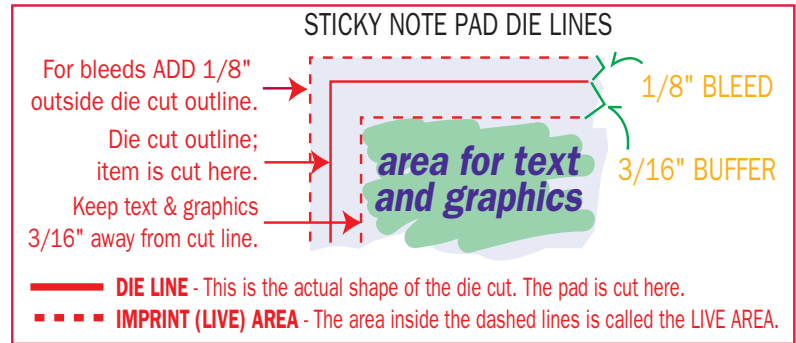 STICKY NOTE PAD DIE LINES
For bleeds ADD 1/8"
outside die cut outline.
Die cut outline;
item is cut here.
Keep text & graphics
3/16" away from cut line.
1/8" BLEED
3/16" BUFFER
area for text
and graphics
DIE LINE - This is the actual shape of the die cut. The pad is cut here.
IMPRINT (LIVE) AREA - The area inside the dashed lines is called the LIVE AREA.